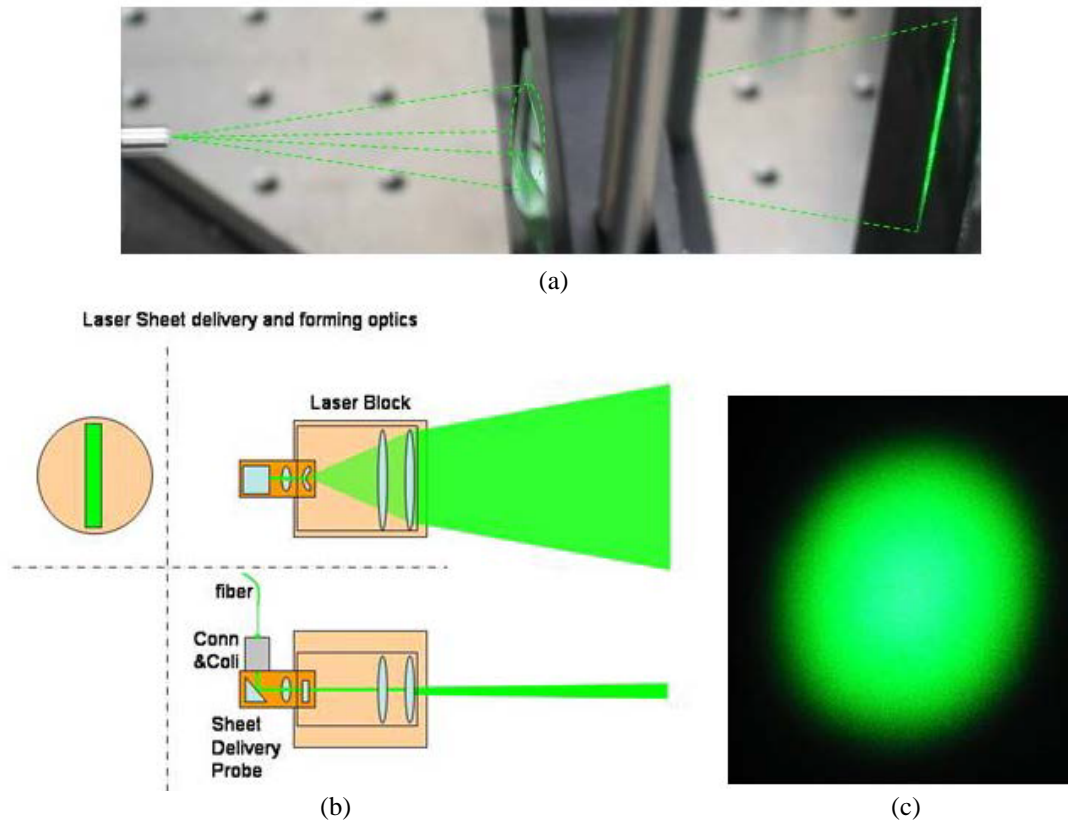 (a)
Laser Sheet delivery and forming optics
Laser Block
fiber
Conn
&Coli
Sheet
Delivery
Probe
(b)
(c)